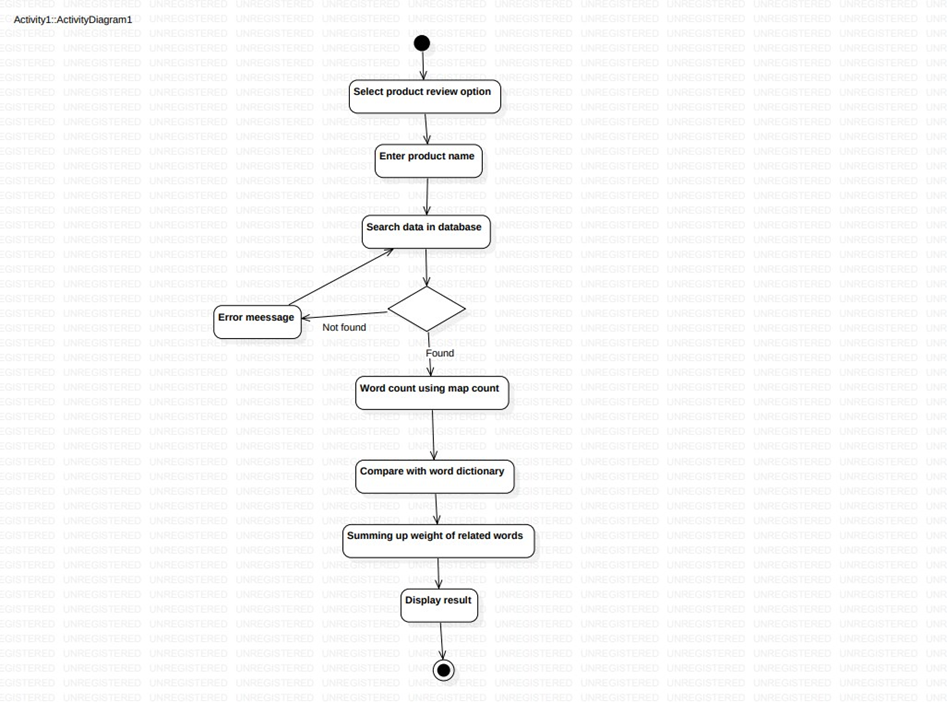 Activity1::ActivityDiagram1
Select product review option
Enter product name
Search data in database
Error meessage
Not found
Found
Word count using map count
Compare with word dictionary
Summing up weight of related words
Display result
UNREGISTERED